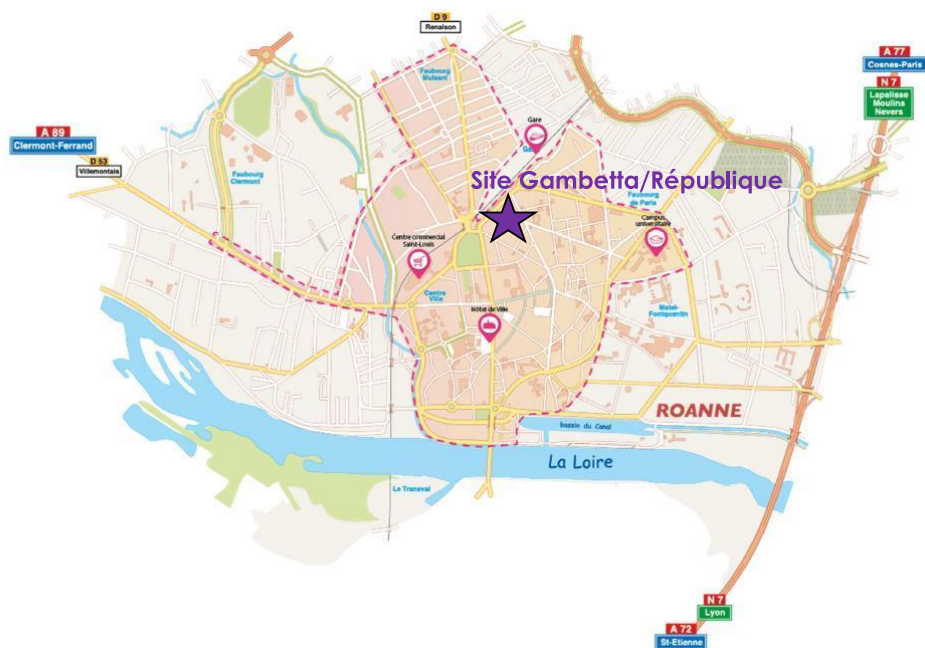 D 9
Renaison
A 77
Cosnes-Paris
N 7
Lapalisse
Moulins
Nevers
Faubourg
Mulsant
Gare
A 89
Clermont-Ferrand
D 53
Villemontais
Faubourg
Clermont
Site Gambetta/République
Faubourg
de Paris
Campus
universitaire
Centre commercial
Saint-Louis
Centre
Ville
Hôtel de Ville
Matel-
Fontquentin
ROANNE
bassin du Canal
La Loire
Le Transval
N 7
Lyon
A 72
St-Etienne